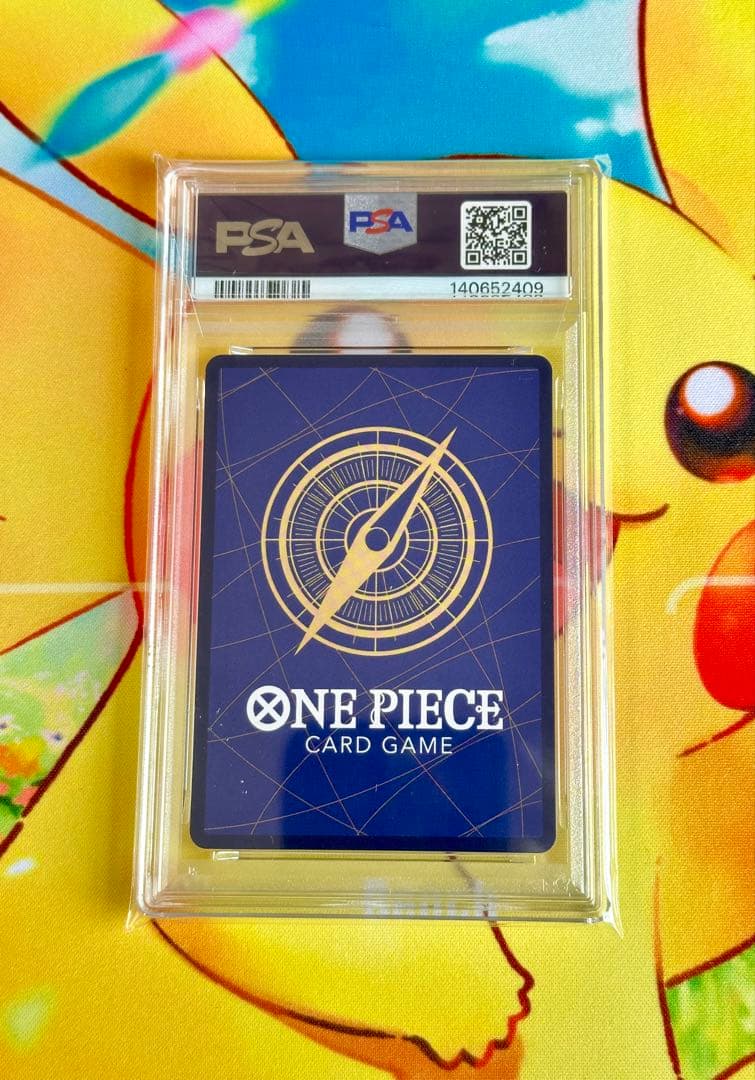 PSA
PSA
140652409
ONE PIECE
CARD GAME